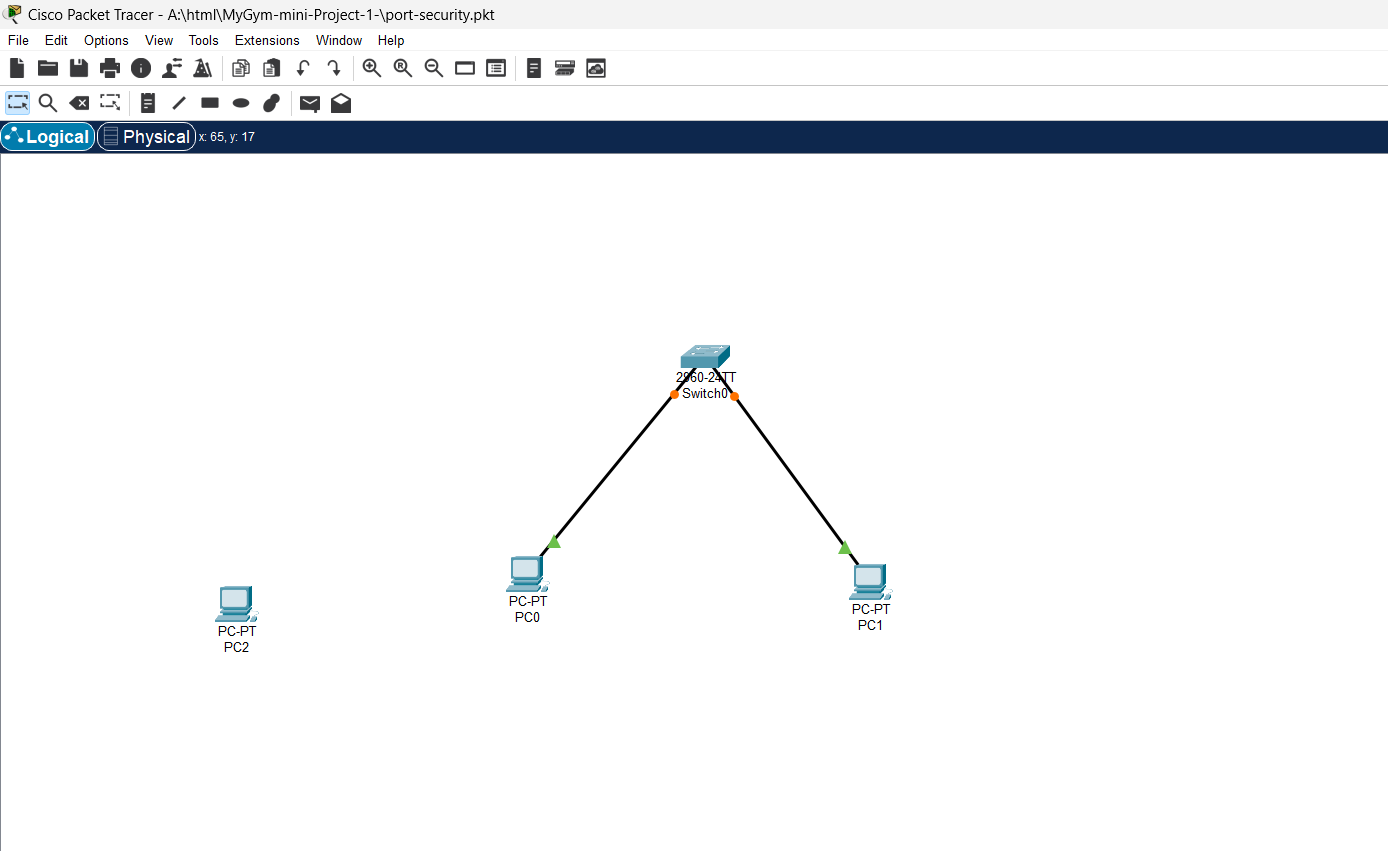 Cisco Packet Tracer - A:\html\MyGym-mini-Project-1-\port-security.pkt
File Edit Options View Tools Extensions Window Help
Logical Physical x: 65, y: 17
2960-24TT
Switch0
PC-PT
PC0
PC-PT
PC1
PC-PT
PC2